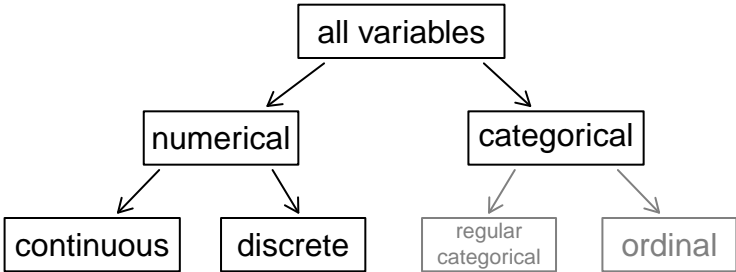 all variables
numerical
categorical
continuous
discrete
regular
categorical
ordinal